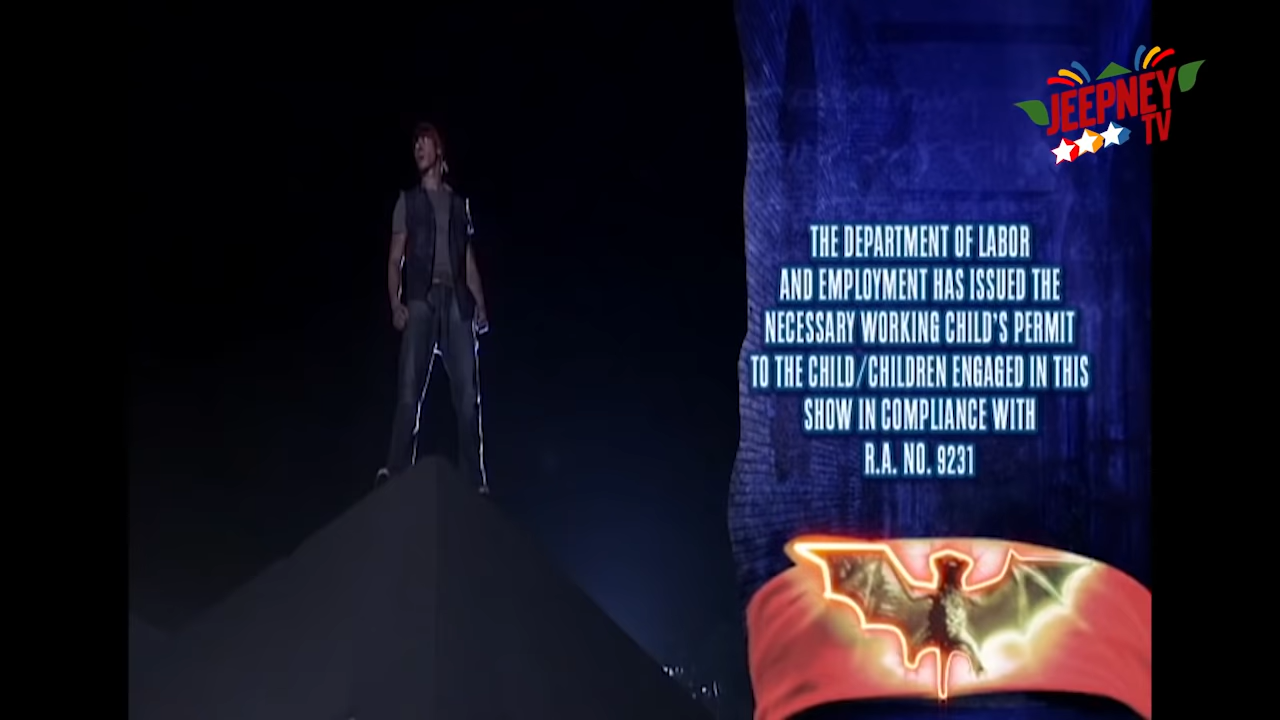 JEEPNEY
TV
THE DEPARTMENT OF LABOR
AND EMPLOYMENT HAS ISSUED THE
NECESSARY WORKING CHILD'S PERMIT
TO THE CHILD/CHILDREN ENGAGED IN THIS
SHOW IN COMPLIANCE WITH
R.A. NO. 9231